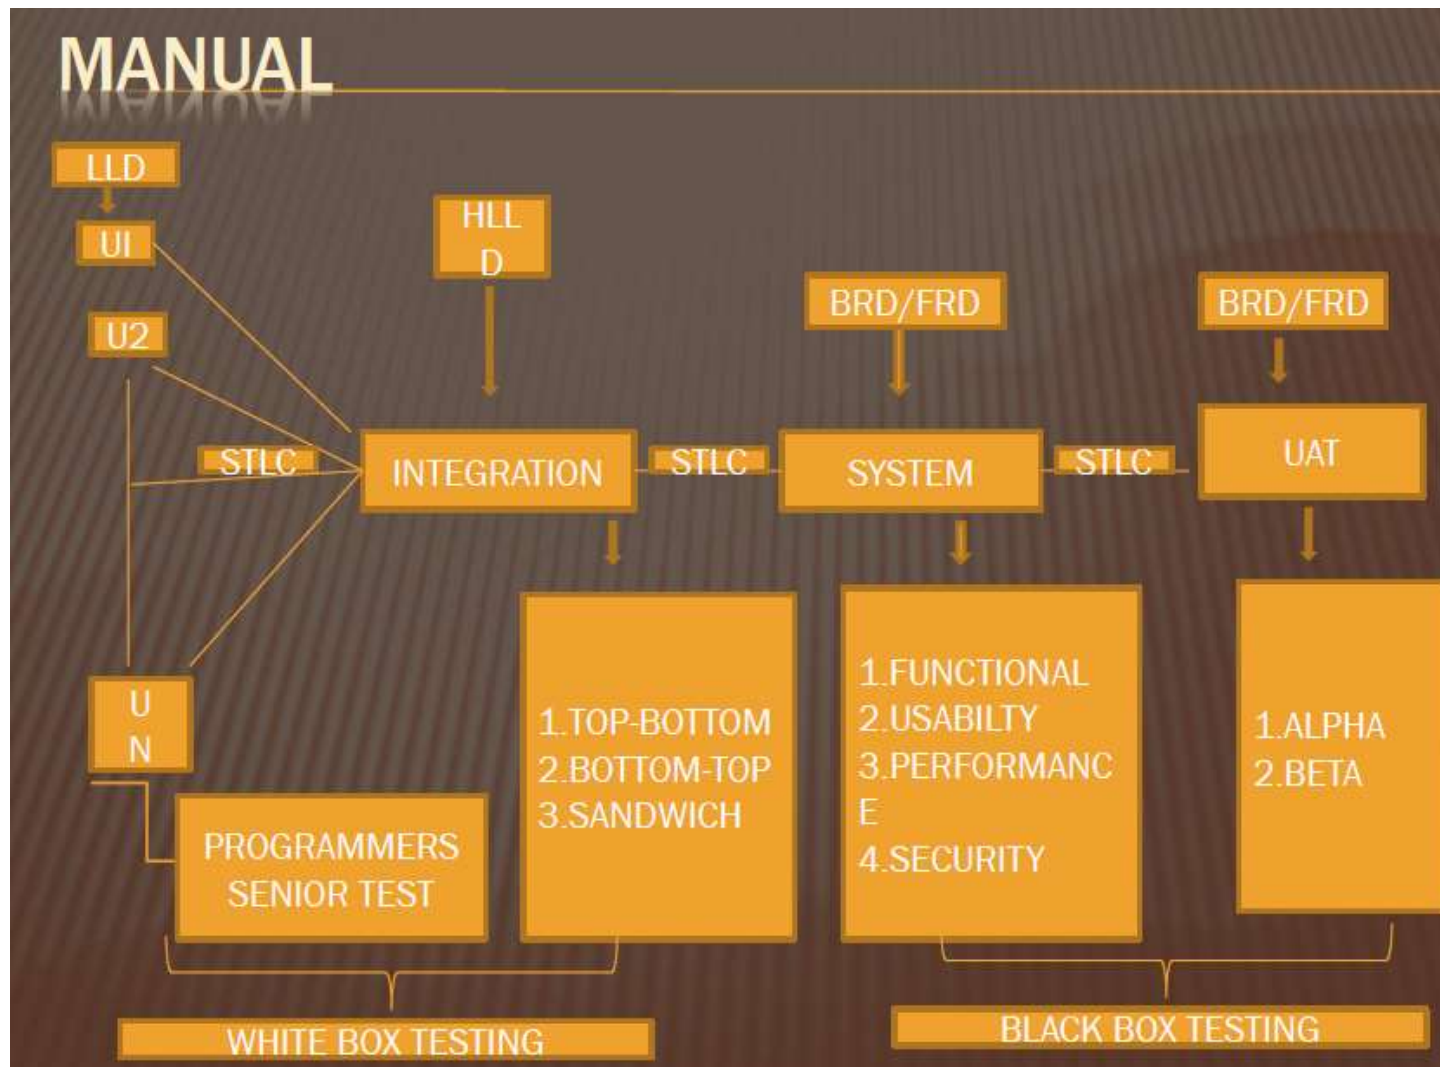 MANUAL
LLD
UI
U2
HLL
D
BRD/FRD
BRD/FRD
STLC
INTEGRATION
STLC
SYSTEM
STLC
UAT
U
N
PROGRAMMERS
SENIOR TEST
1.TOP-BOTTOM
2.BOTTOM-TOP
3.SANDWICH
1.FUNCTIONAL
2.USABILTY
3.PERFORMANC
E
4.SECURITY
1.ALPHA
2.BETA
WHITE BOX TESTING
BLACK BOX TESTING